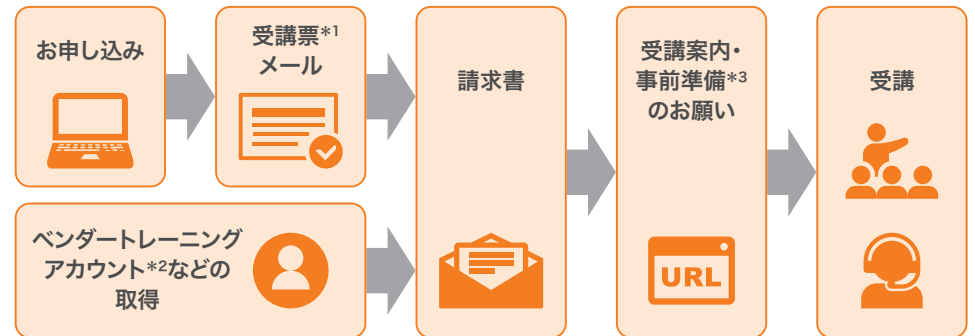 お申し込み
受講票*1
メール
請求書
受講案内・
事前準備*3
のお願い
URL
受講
ベンダートレーニング
アカウント*2などの
取得